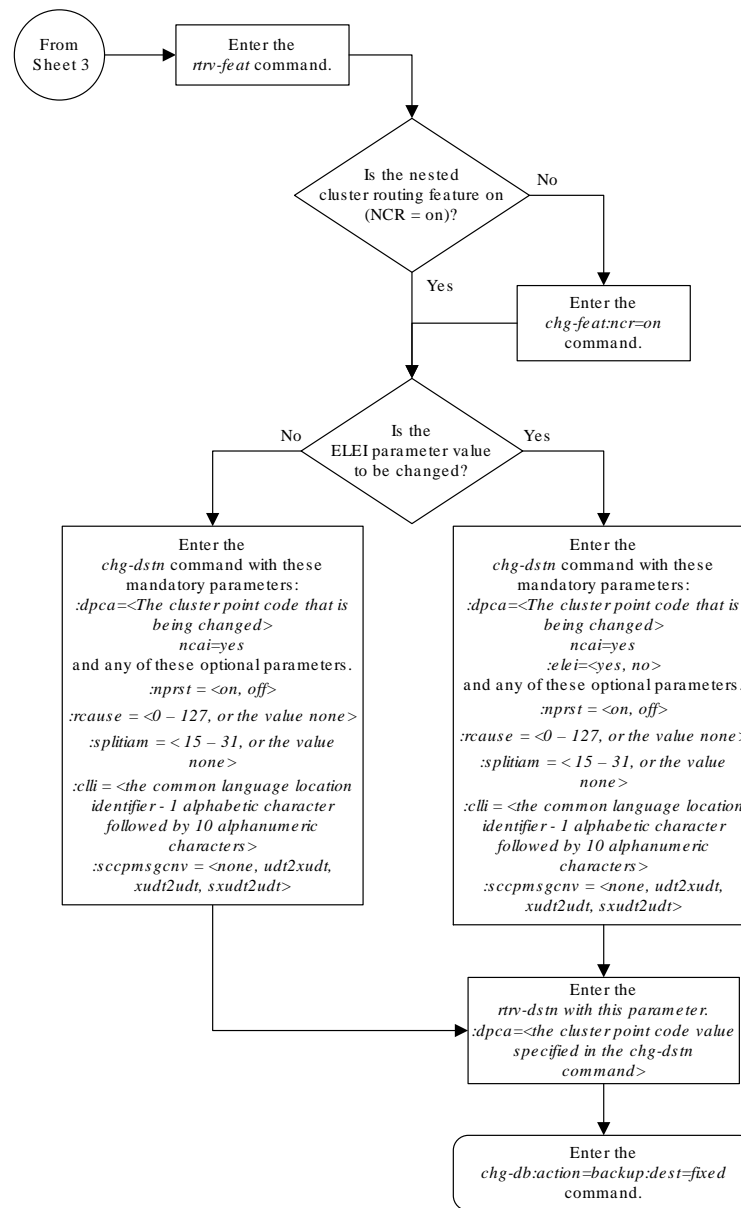 From
Sheet 3
Enter the
rtrv-feat command.
Is the nested
cluster routing feature on
(NCR = on)?
No
Yes
Enter the
chg-feat:ncr=on
command.
Is the
ELEI parameter value
to be changed?
No
Yes
Enter the
chg-dstn command with these
mandatory parameters:
:dpca=<The cluster point code that is
being changed>
ncai=yes
and any of these optional parameters.
:nprst = <on, off>
:rcause = <0 – 127, or the value none>
:splitiam = < 15 – 31, or the value
none>
:clli = <the common language location
identifier - 1 alphabetic character
followed by 10 alphanumeric
characters>
:sccpmsgcnv = <none, udt2xudt,
xudt2udt, sxudt2udt>
Enter the
chg-dstn command with these
mandatory parameters:
:dpca=<The cluster point code that is
being changed>
ncai=yes
:elei=<yes, no>
and any of these optional parameters.
:nprst = <on, off>
:rcause = <0 – 127, or the value none>
:splitiam = < 15 – 31, or the value
none>
:clli = <the common language location
identifier - 1 alphabetic character
followed by 10 alphanumeric
characters>
:sccpmsgcnv = <none, udt2xudt,
xudt2udt, sxudt2udt>
Enter the
rtrv-dstn with this parameter.
:dpca=<the cluster point code value
specified in the chg-dstn
command>
Enter the
chg-db:action=backup:dest=fixed
command.